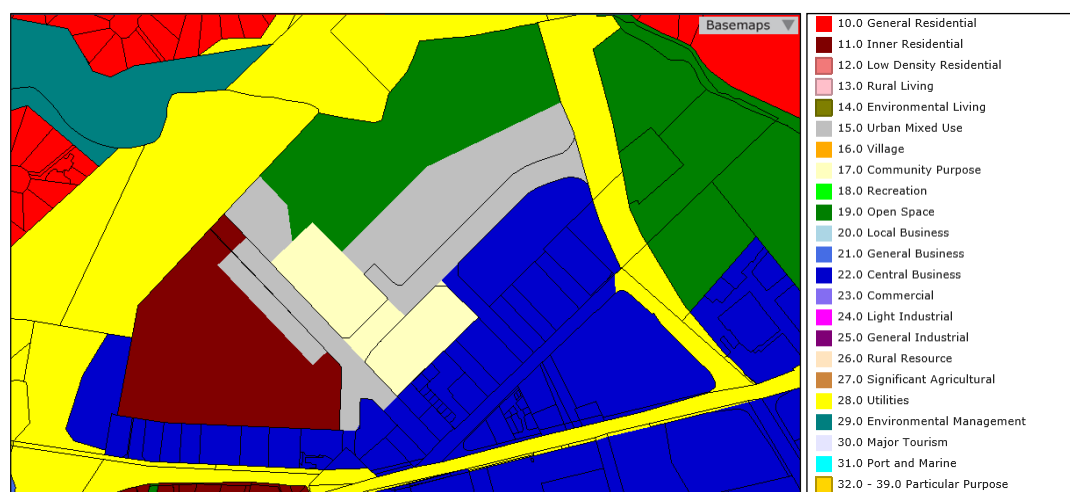 Basemaps
10.0 General Residential
11.0 Inner Residential
12.0 Low Density Residential
13.0 Rural Living
14.0 Environmental Living
15.0 Urban Mixed Use
16.0 Village
17.0 Community Purpose
18.0 Recreation
19.0 Open Space
20.0 Local Business
21.0 General Business
22.0 Central Business
23.0 Commercial
24.0 Light Industrial
25.0 General Industrial
26.0 Rural Resource
27.0 Significant Agricultural
28.0 Utilities
29.0 Environmental Management
30.0 Major Tourism
31.0 Port and Marine
32.0 - 39.0 Particular Purpose